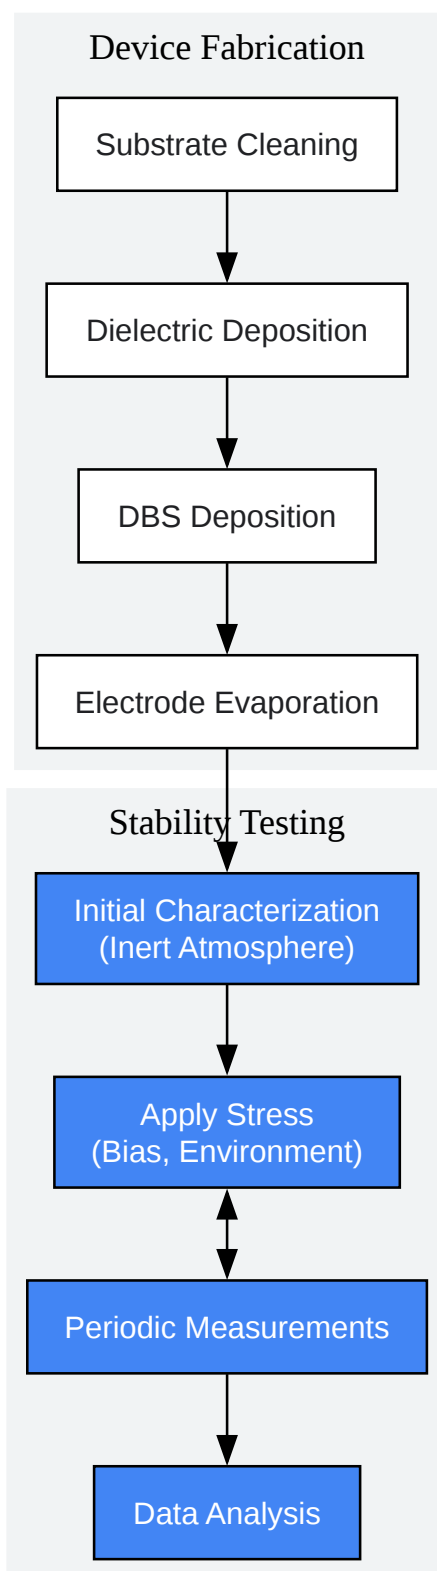 Device Fabrication
Substrate Cleaning
Dielectric Deposition
DBS Deposition
Electrode Evaporation
Stability Testing
Initial Characterization
(Inert Atmosphere)
Apply Stress
(Bias, Environment)
Periodic Measurements
Data Analysis